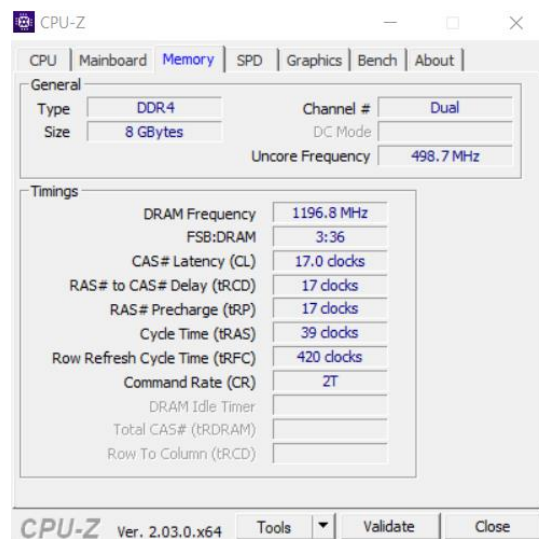 CPU-Z
CPU Mainboard Memory SPD Graphics Bench About
General
Type DDR4 Channel # Dual
Size 8 GBytes DC Mode
Uncore Frequency 498.7 MHz
Timings
DRAM Frequency 1196.8 MHz
FSB:DRAM 3:36
CAS# Latency (CL) 17.0 clocks
RAS# to CAS# Delay (tRCD) 17 clocks
RAS# Precharge (tRP) 17 clocks
Cycle Time (tRAS) 39 clocks
Row Refresh Cycle Time (tRFC) 420 clocks
Command Rate (CR) 2T
DRAM Idle Timer
Total CAS# (tRDRAM)
Row To Column (tRCD)
CPU-Z Ver. 2.03.0.x64 Tools Validate Close